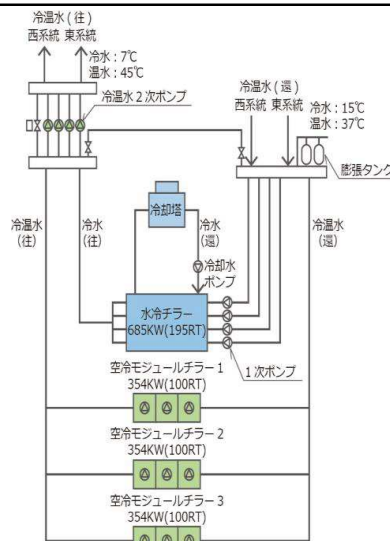 冷温水(往)
西系統 東系統
冷水:7℃
温水:45℃
冷温水2次ポンプ
冷温水(還)
西系統 東系統
冷水:15℃
温水:37℃
膨張タンク
冷温水
(往)
冷水
(往)
冷却塔
冷水
(還)
冷温水
(還)
冷却水
ポンプ
水冷チラー
685KW(195RT)
1次ポンプ
空冷モジュールチラー1
354KW(100RT)
空冷モジュールチラー2
354KW(100RT)
空冷モジュールチラー3
354KW(100RT)